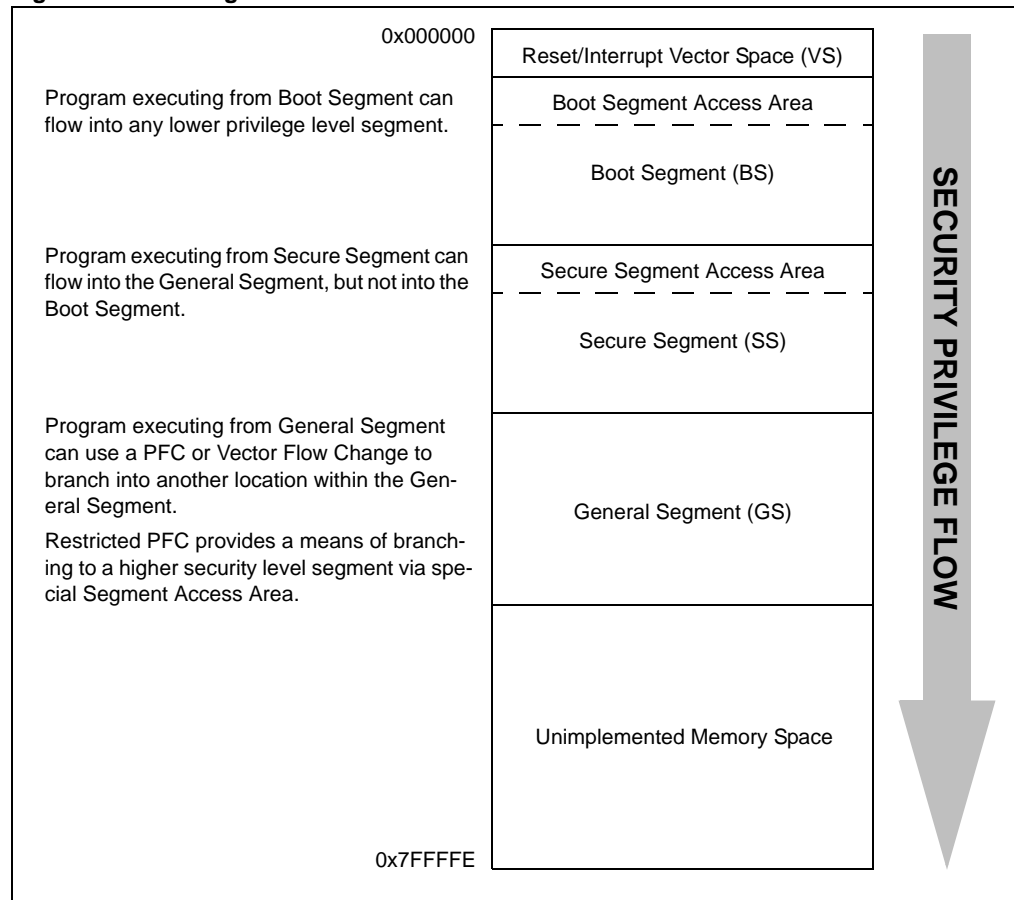 0x000000
Reset/Interrupt Vector Space (VS)
Program executing from Boot Segment can
flow into any lower privilege level segment.
Boot Segment Access Area
Boot Segment (BS)
Program executing from Secure Segment can
flow into the General Segment, but not into the
Boot Segment.
Secure Segment Access Area
Secure Segment (SS)
Program executing from General Segment
can use a PFC or Vector Flow Change to
branch into another location within the Gen-
eral Segment.
Restricted PFC provides a means of branch-
ing to a higher security level segment via spe-
cial Segment Access Area.
General Segment (GS)
Unimplemented Memory Space
0x7FFFFE
SECURITY PRIVILEGE FLOW